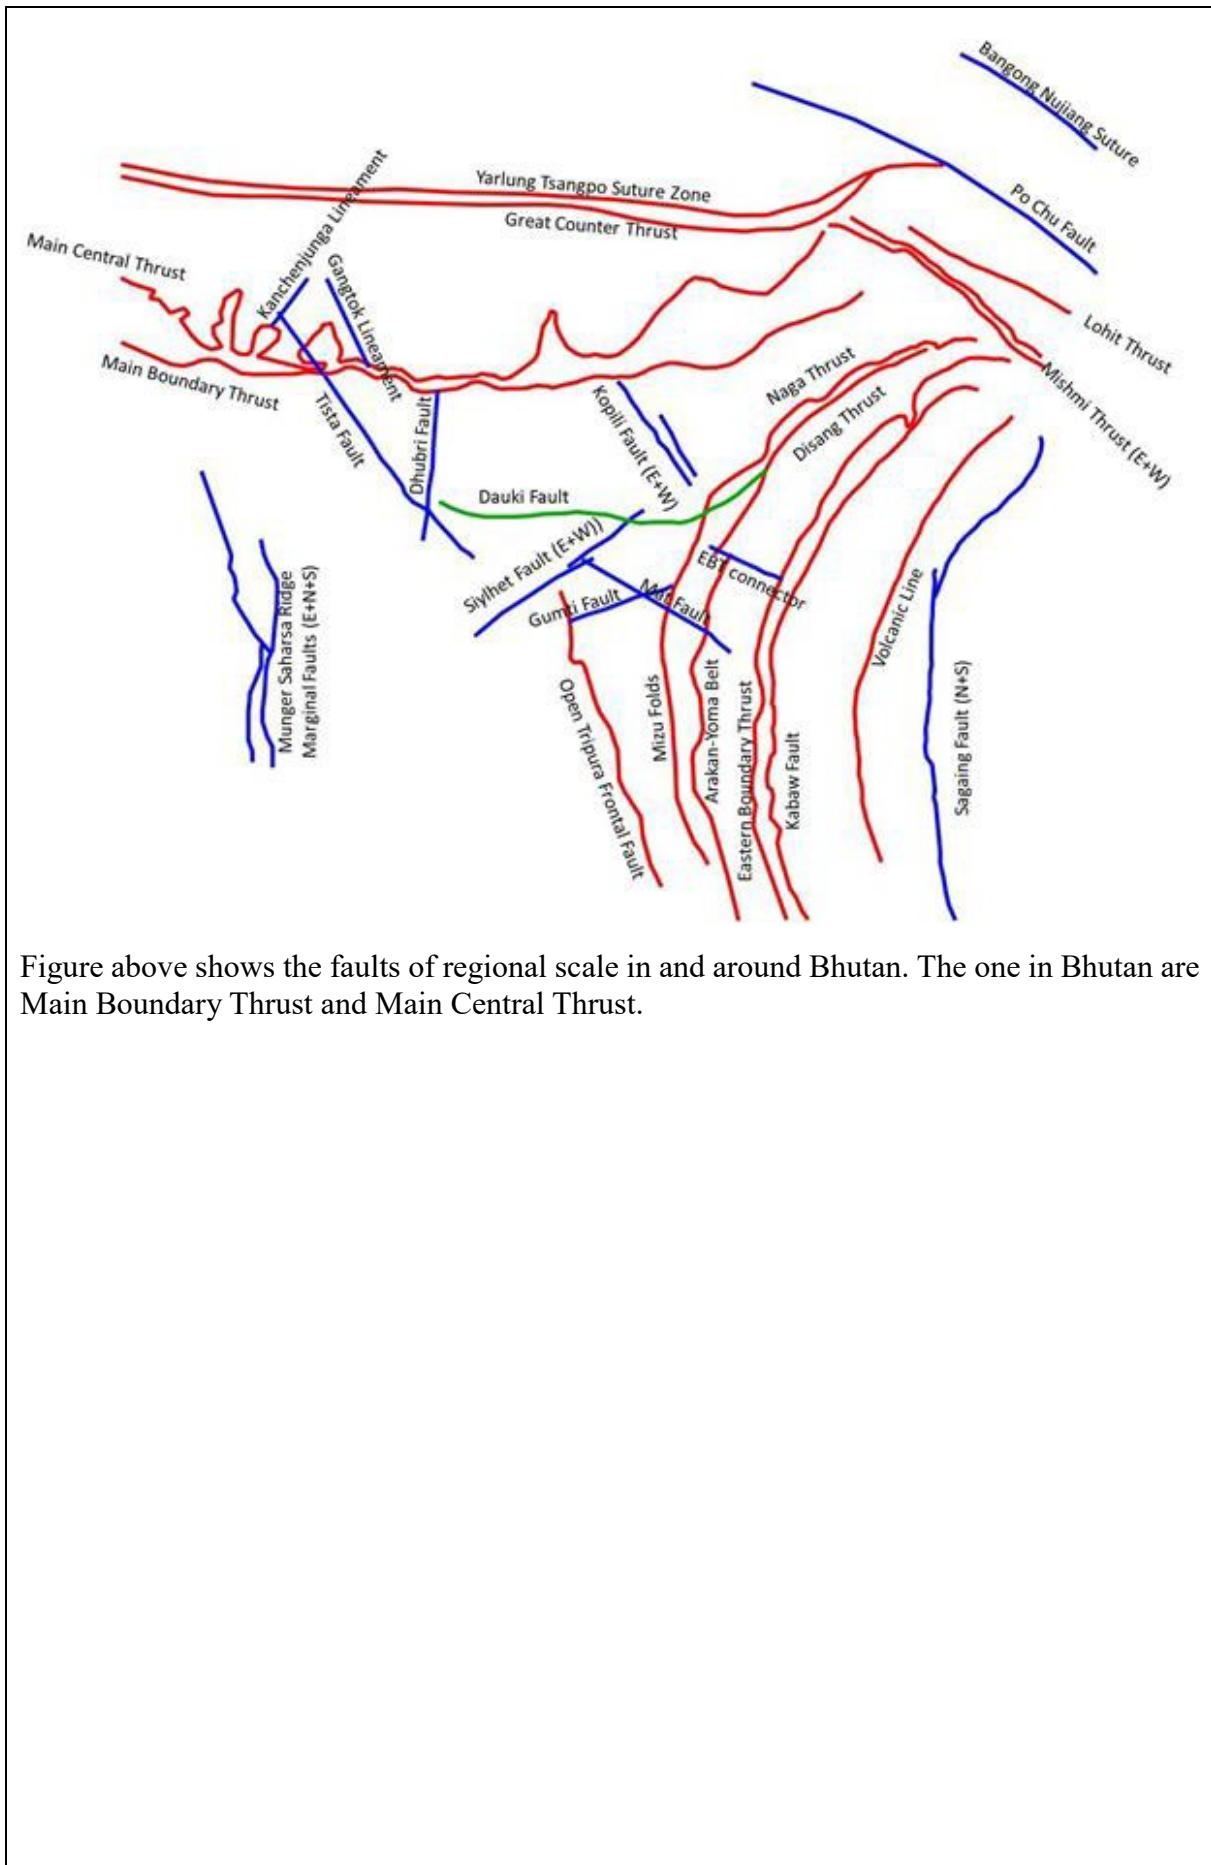 Bangong Nujiang Suture
Po Chu Fault
Yarlung Tsangpo Suture Zone
Great Counter Thrust
Kanchenjunga Lineament
Gangtok Lineament
Main Central Thrust
Main Boundary Thrust
Lohit Thrust
Mishmi Thrust (E+W)
Naga Thrust
Disang Thrust
Tista Fault
Dhubri Fault
Kopili Fault (E+W)
Dauki Fault
Siylhet Fault (E+W))
Gumti Fault
Mat Fault
EBT connector
Munger Saharsa Ridge
Marginal Faults (E+N+S)
Open Tripura Frontal Fault
Mizu Folds
Arakan-Yoma Belt
Eastern Boundary Thrust
Kabaw Fault
Volcanic Line
Sagaing Fault (N+S)
Figure above shows the faults of regional scale in and around Bhutan. The one in Bhutan are
Main Boundary Thrust and Main Central Thrust.